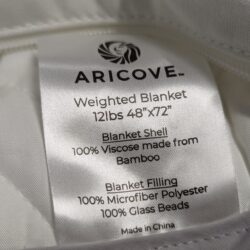 ARICOVE™
Weighted Blanket
12lbs 48"x72"
Blanket Shell
100% Viscose made from
Bamboo
Blanket Filling
100% Microfiber Polyester
100% Glass Beads
Made in China